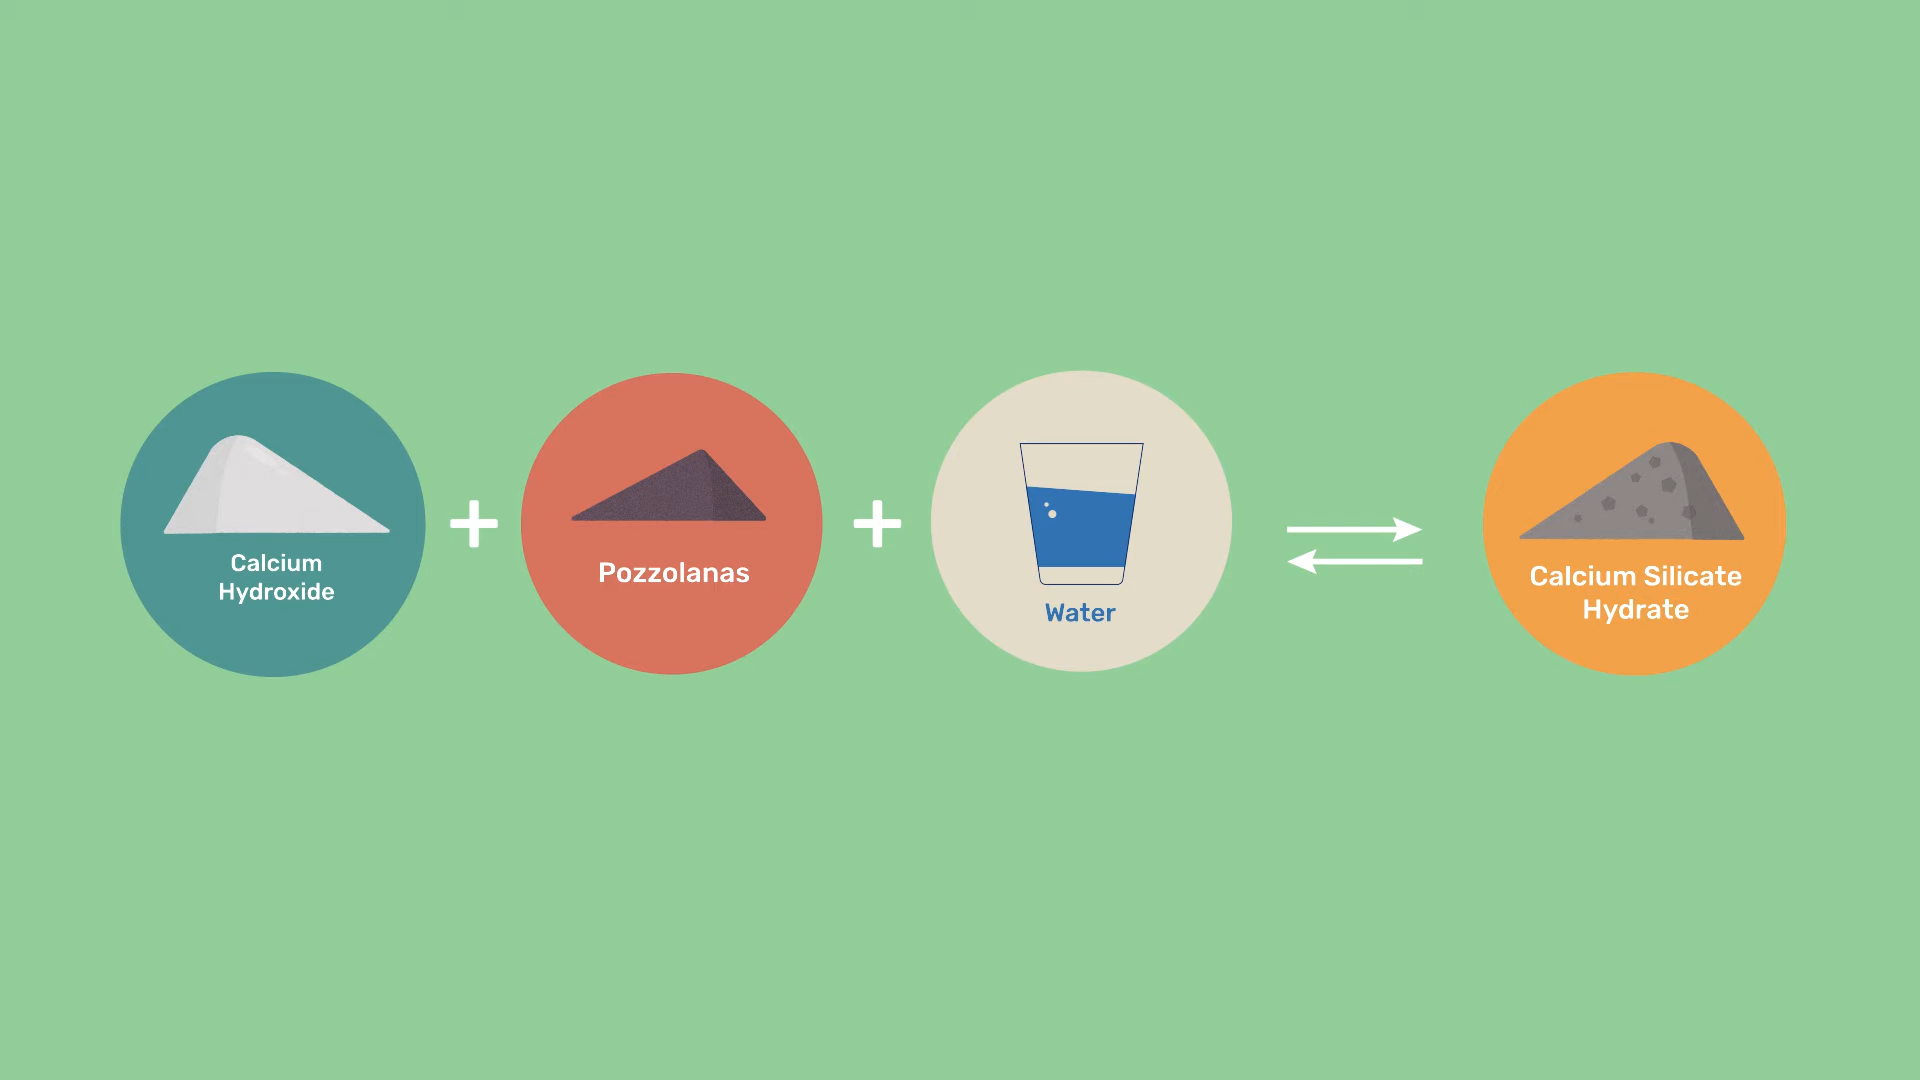 Calcium
Hydroxide
Pozzolanas
Water
Calcium Silicate
Hydrate